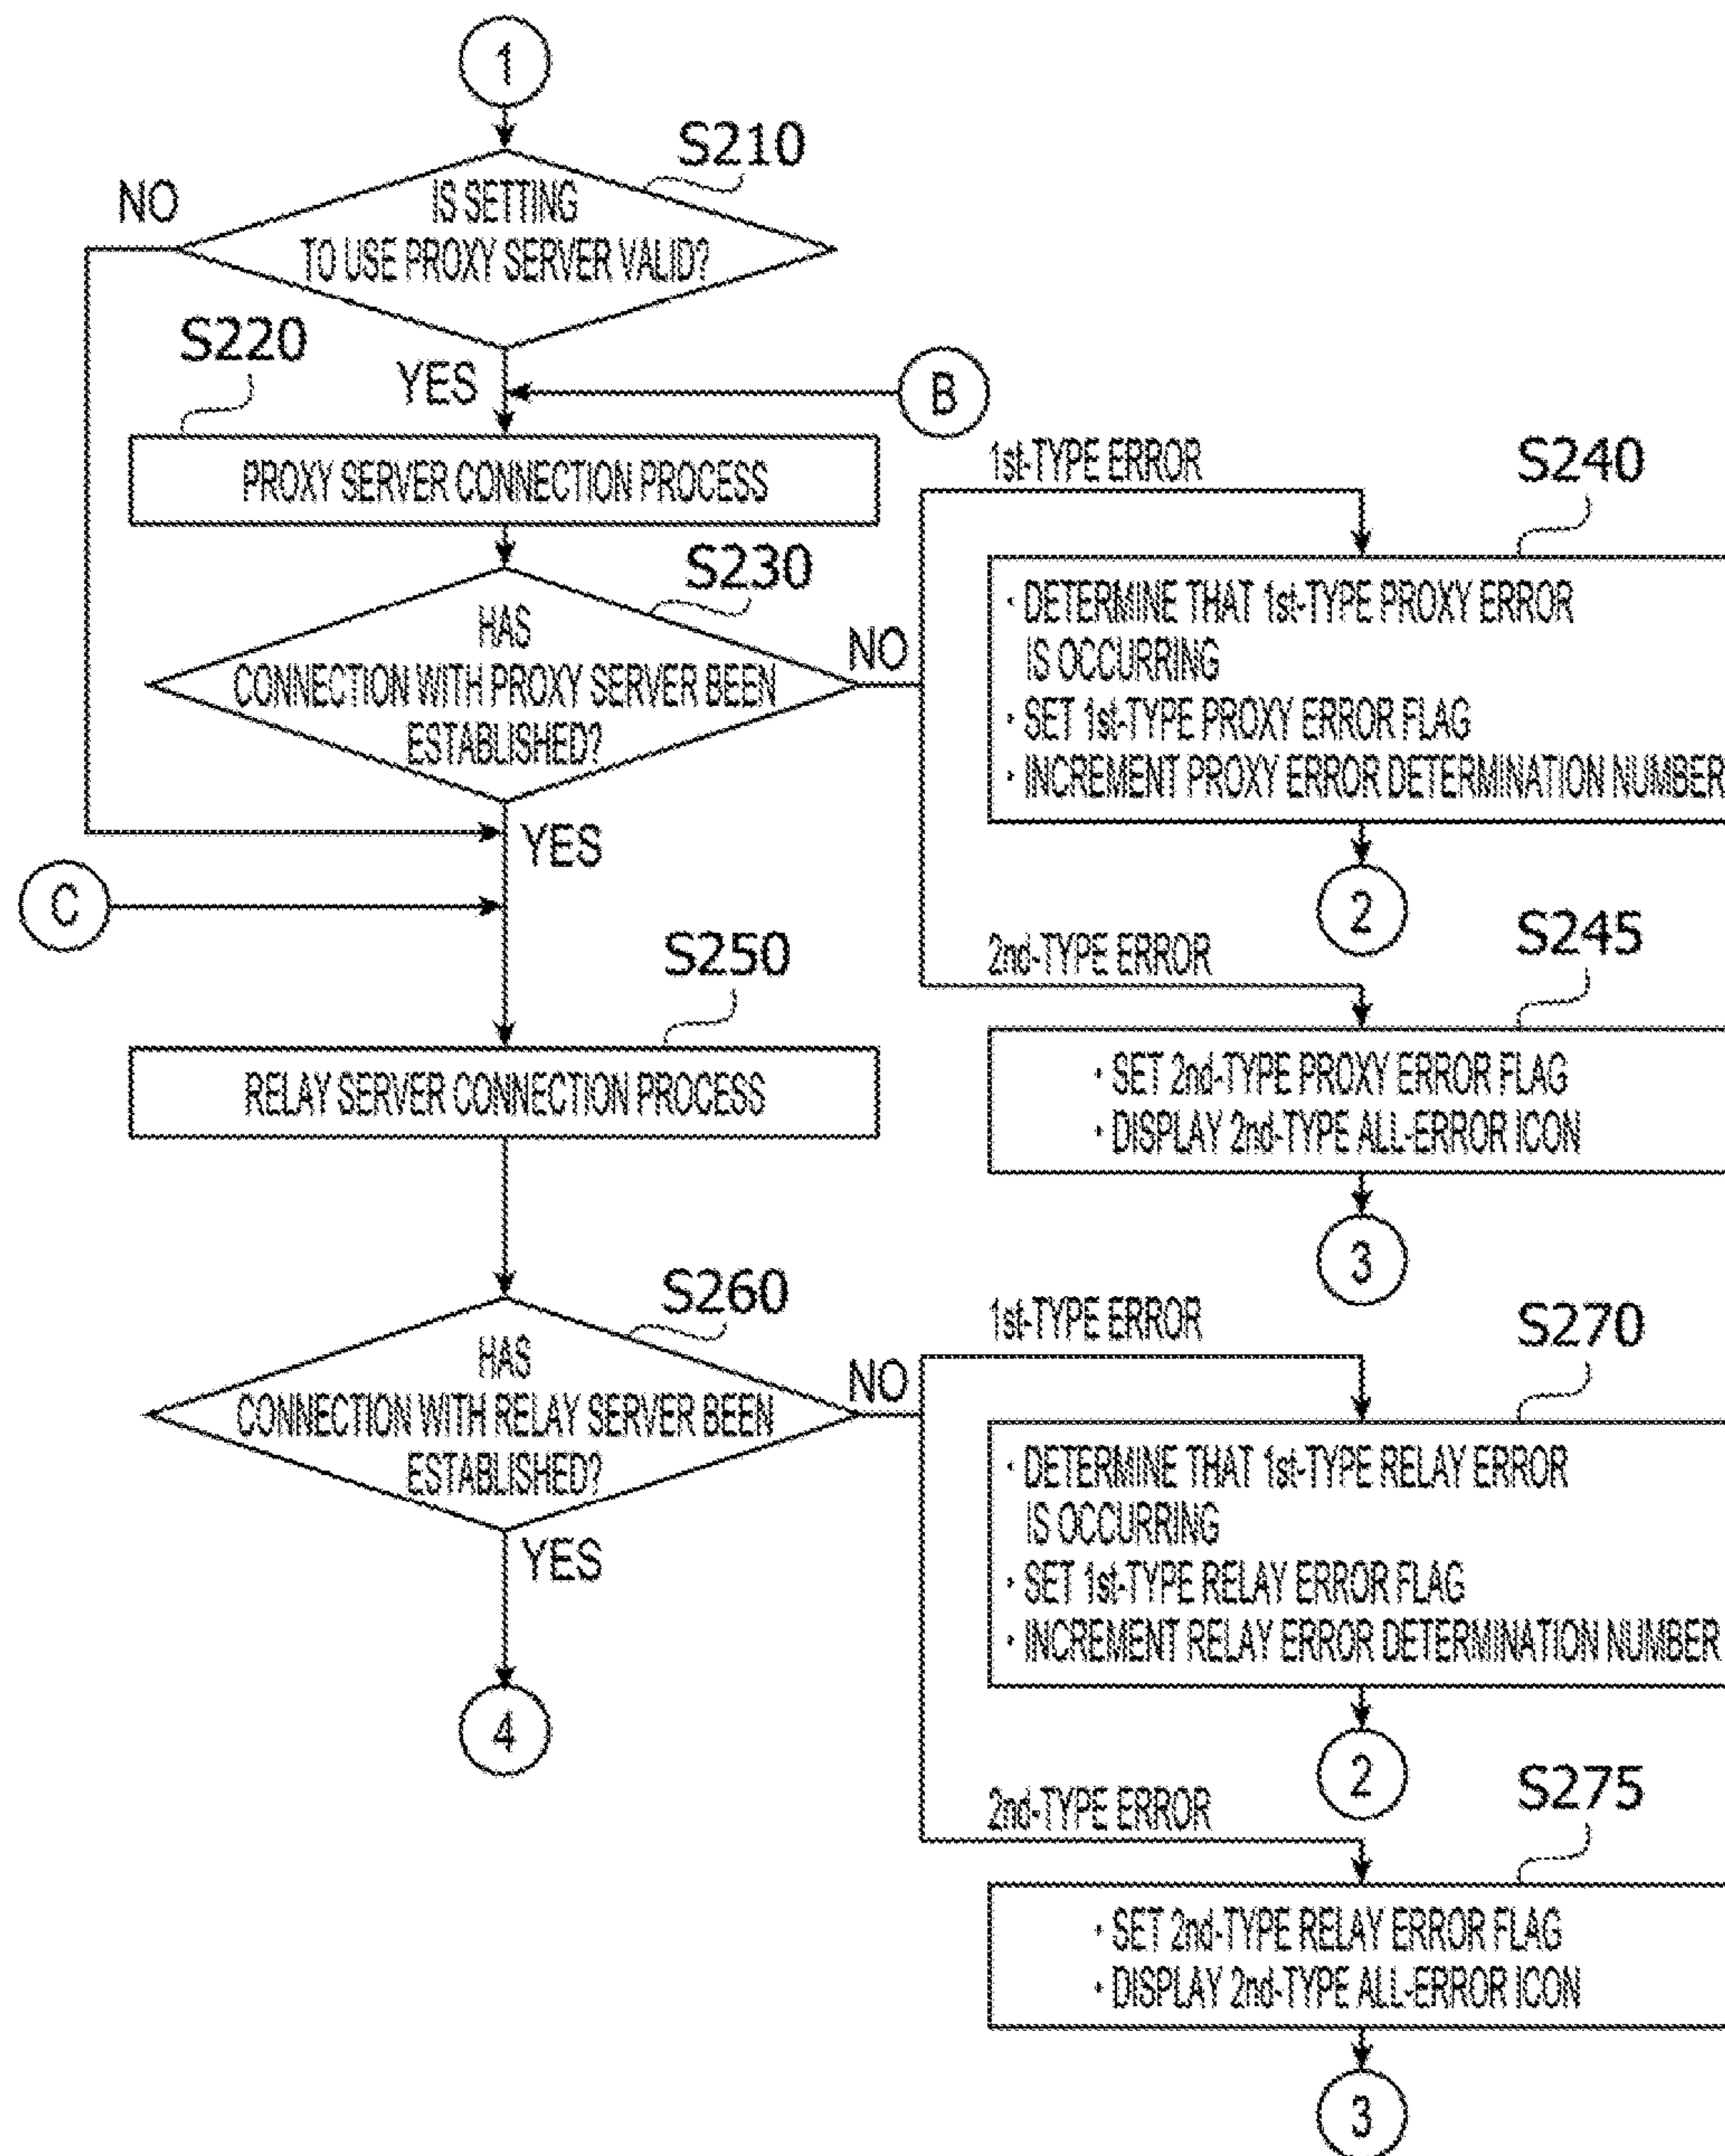 1
S210
NO
IS SETTING
TO USE PROXY SERVER VALID?
S220
YES
B
PROXY SERVER CONNECTION PROCESS
1st-TYPE ERROR
S240
S230
HAS
CONNECTION WITH PROXY SERVER BEEN
ESTABLISHED?
NO
· DETERMINE THAT 1st-TYPE PROXY ERROR
IS OCCURRING
· SET 1st-TYPE PROXY ERROR FLAG
· INCREMENT PROXY ERROR DETERMINATION NUMBER
YES
C
2
S245
2nd-TYPE ERROR
S250
· SET 2nd-TYPE PROXY ERROR FLAG
· DISPLAY 2nd-TYPE ALL-ERROR ICON
RELAY SERVER CONNECTION PROCESS
3
S260
1st-TYPE ERROR
S270
HAS
CONNECTION WITH RELAY SERVER BEEN
ESTABLISHED?
NO
· DETERMINE THAT 1st-TYPE RELAY ERROR
IS OCCURRING
· SET 1st-TYPE RELAY ERROR FLAG
· INCREMENT RELAY ERROR DETERMINATION NUMBER
YES
4
2
S275
2nd-TYPE ERROR
· SET 2nd-TYPE RELAY ERROR FLAG
· DISPLAY 2nd-TYPE ALL-ERROR ICON
3